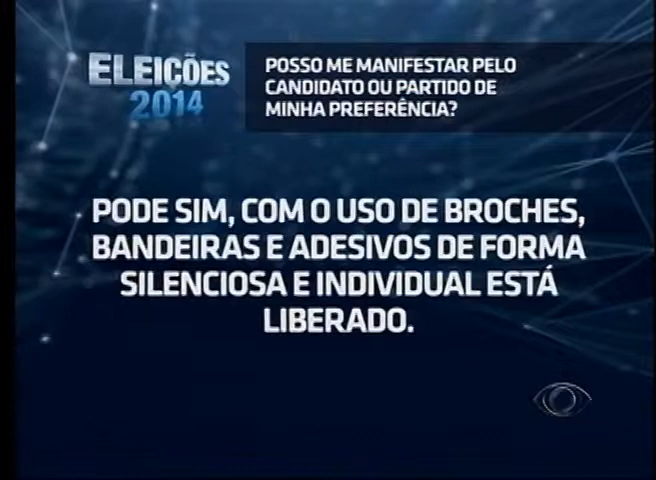 ELEIÇÕES
2014
POSSO ME MANIFESTAR PELO
CANDIDATO OU PARTIDO DE
MINHA PREFERÊNCIA?
PODE SIM, COM O USO DE BROCHES,
BANDEIRAS E ADESIVOS DE FORMA
SILENCIOSA E INDIVIDUAL ESTÁ
LIBERADO.